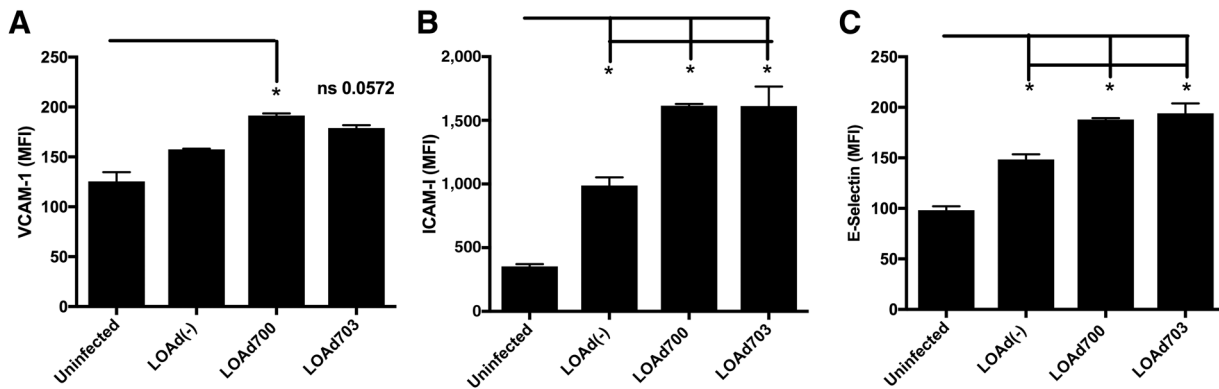 A
VCAM-1 (MFI)
250
200
150
100
50
0
*
ns 0.0572
Uninfected
LOAd(-)
LOAd700
LOAd703
B
ICAM-I (MFI)
2,000
1,500
1,000
500
0
*
*
*
Uninfected
LOAd(-)
LOAd700
LOAd703
C
E-Selectin (MFI)
250
200
150
100
50
0
*
*
*
Uninfected
LOAd(-)
LOAd700
LOAd703